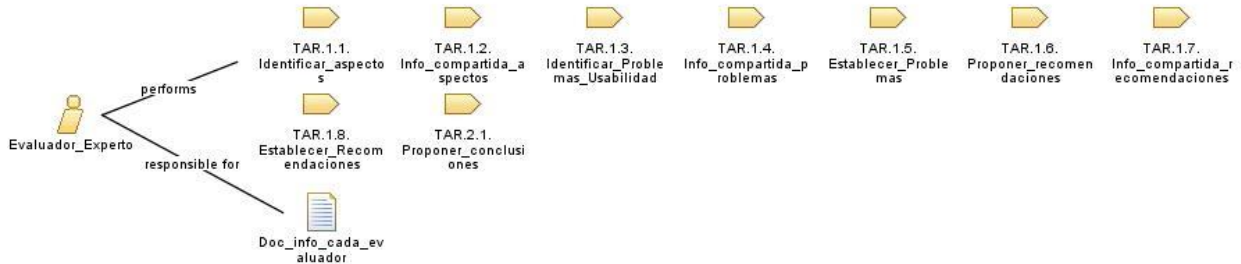 TAR.1.1.
Identificar_aspecto
s
TAR.1.2.
Info_compartida_a
spectos
TAR.1.3.
Identificar_Proble
mas_Usabilidad
TAR.1.4.
Info_compartida_p
roblemas
TAR.1.5.
Establecer_Proble
mas
TAR.1.6.
Proponer_recomen
daciones
TAR.1.7.
Info_compartida_r
ecomendaciones
performs
Evaluador_Experto
TAR.1.8.
Establecer_Recom
endaciones
TAR.2.1.
Proponer_conclusi
ones
responsible for
Doc_info_cada_ev
aluador